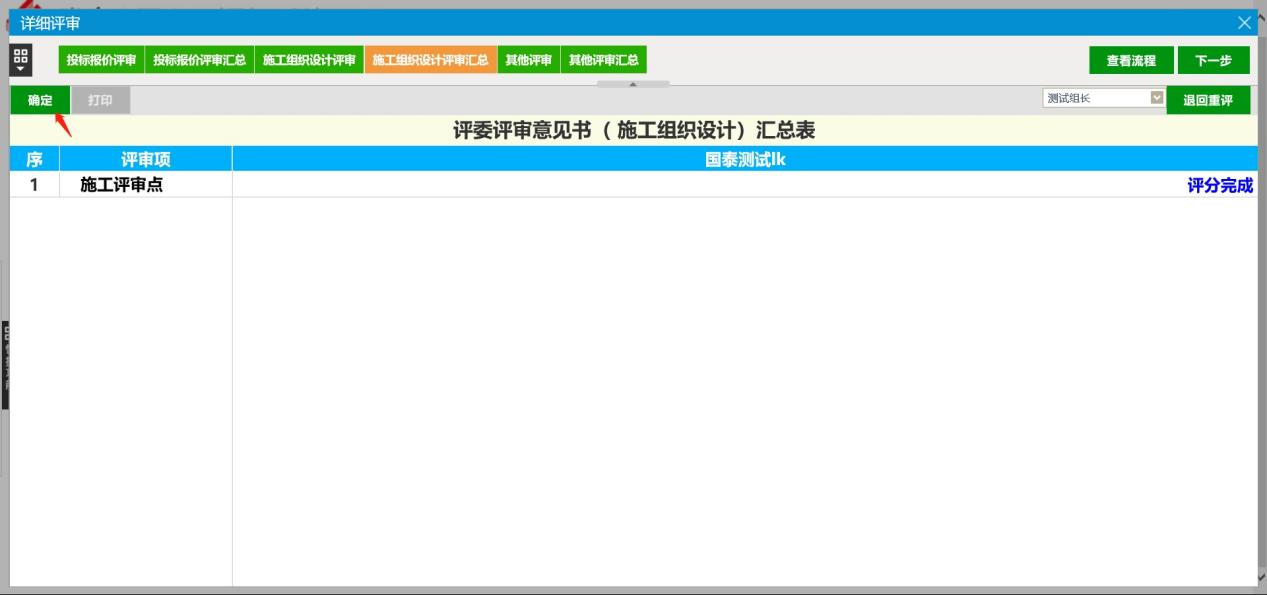 详细评审
投标报价评审 投标报价评审汇总 施工组织设计评审 施工组织设计评审汇总 其他评审 其他评审汇总 查看流程 下一步
确定 打印 测试组长 退回重评
评委评审意见书（ 施工组织设计）汇总表
序 评审项 国泰测试lk
1 施工评审点 评分完成